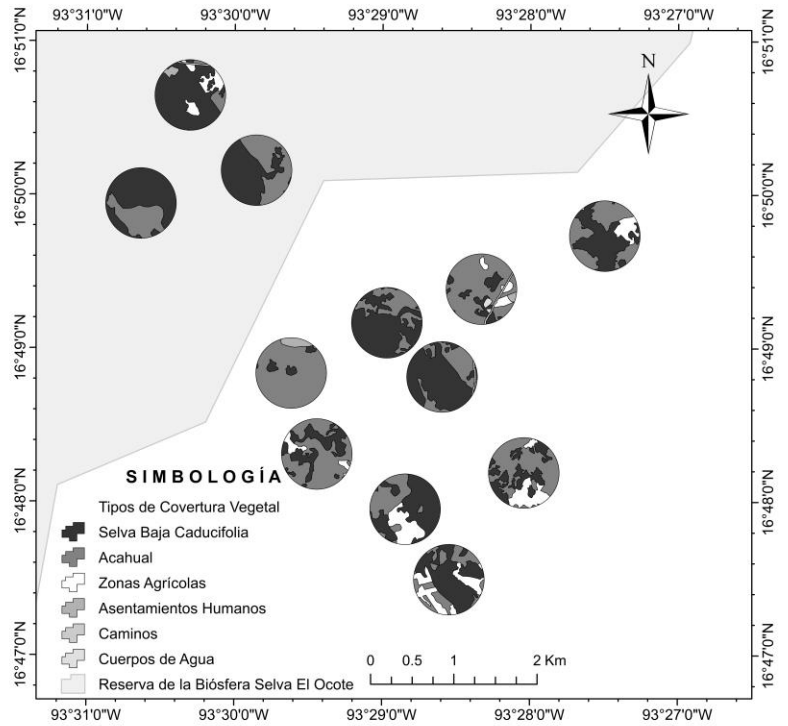 93°31'0"W 93°30'0"W 93°29'0"W 93°28'0"W 93°27'0"W
16°51'0"N 16°51'0"N
N
16°50'0"N 16°50'0"N
16°49'0"N 16°49'0"N
16°48'0"N 16°48'0"N
16°47'0"N 16°47'0"N
SIMBOLOGÍA
Tipos de Covertura Vegetal
Selva Baja Caducifolia
Acahual
Zonas Agrícolas
Asentamientos Humanos
Caminos
Cuerpos de Agua
Reserva de la Biósfera Selva El Ocote
0 0.5 1 2 Km
93°31'0"W 93°30'0"W 93°29'0"W 93°28'0"W 93°27'0"W